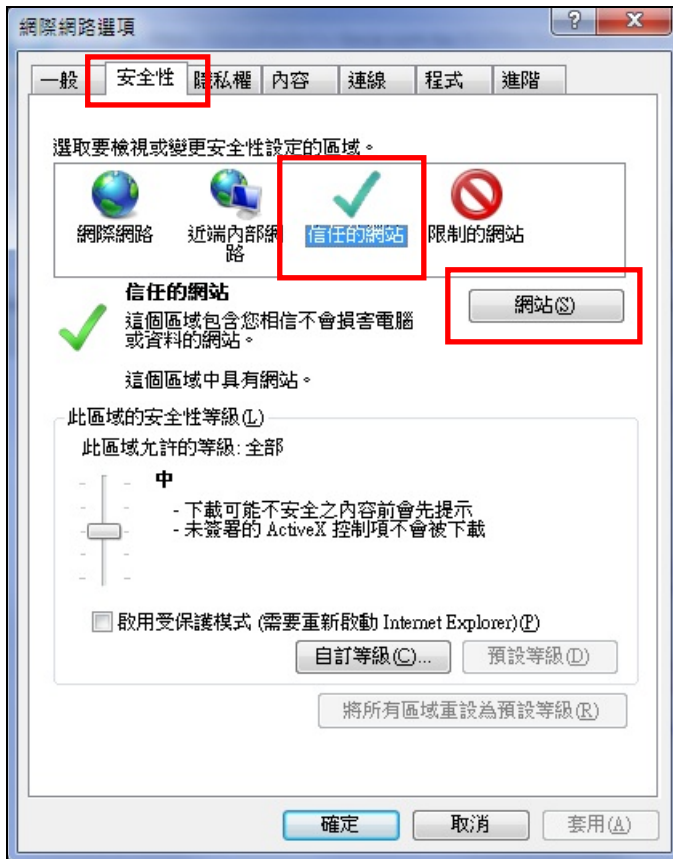 網際網路選項
一般 安全性 隱私權 內容 連線 程式 進階
選取要檢視或變更安全性設定的區域。
網際網路 近端內部網路 信任的網站 限制的網站
信任的網站
網站(S)
這個區域包含您相信不會損害電腦
或資料的網站。
這個區域中具有網站。
此區域的安全性等級(L)
此區域允許的等級: 全部
中
- 下載可能不安全之內容前會先提示
- 未簽署的 ActiveX 控制項不會被下載
啟用受保護模式 (需要重新啟動 Internet Explorer)(P)
自訂等級(C)... 預設等級(D)
將所有區域重設為預設等級(R)
確定 取消 套用(A)